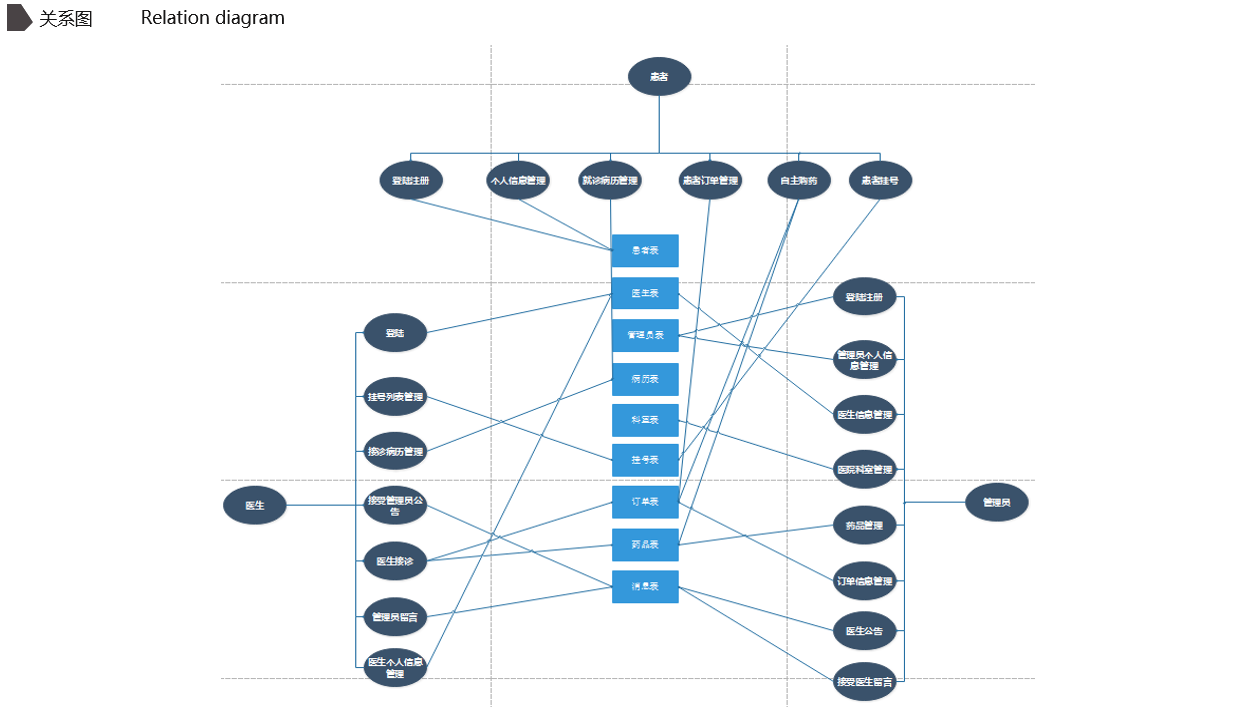 关系图
Relation diagram
患者
登陆注册
个人信息管理
就诊病历管理
患者订单管理
自主购药
患者挂号
患者表
医生表
管理员表
病历表
科室表
挂号表
订单表
药品表
消息表
医生
登陆
挂号列表管理
接诊病历管理
接受管理员公
告
医生接诊
管理员留言
医生个人信息
管理
管理员
登陆注册
管理员个人信
息管理
医生信息管理
医院科室管理
药品管理
订单信息管理
医生公告
接受医生留言